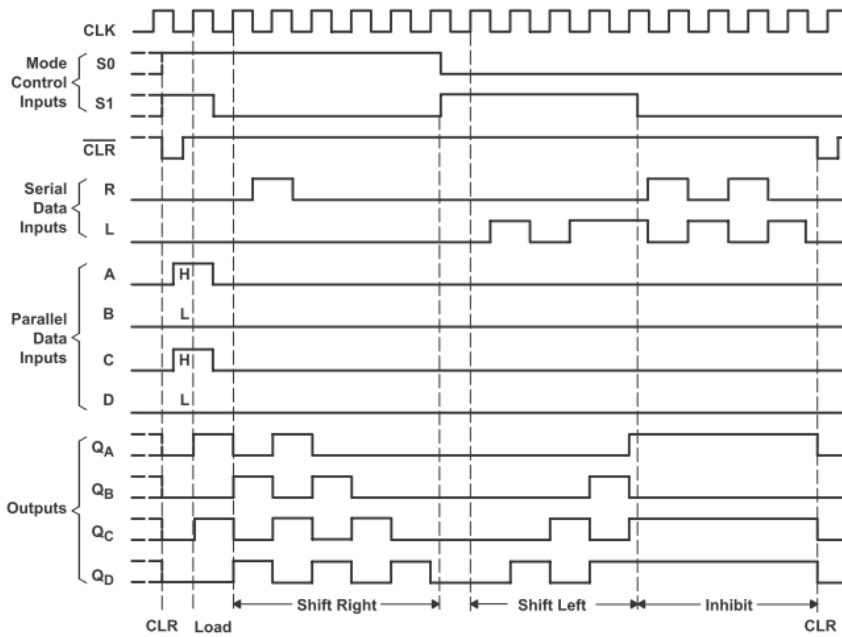 CLK
Mode Control Inputs
S0
S1
CLR
Serial Data Inputs
R
L
Parallel Data Inputs
A
H
B
L
C
H
D
L
Outputs
QA
QB
QC
QD
Shift Right
Shift Left
Inhibit
CLR
Load
CLR